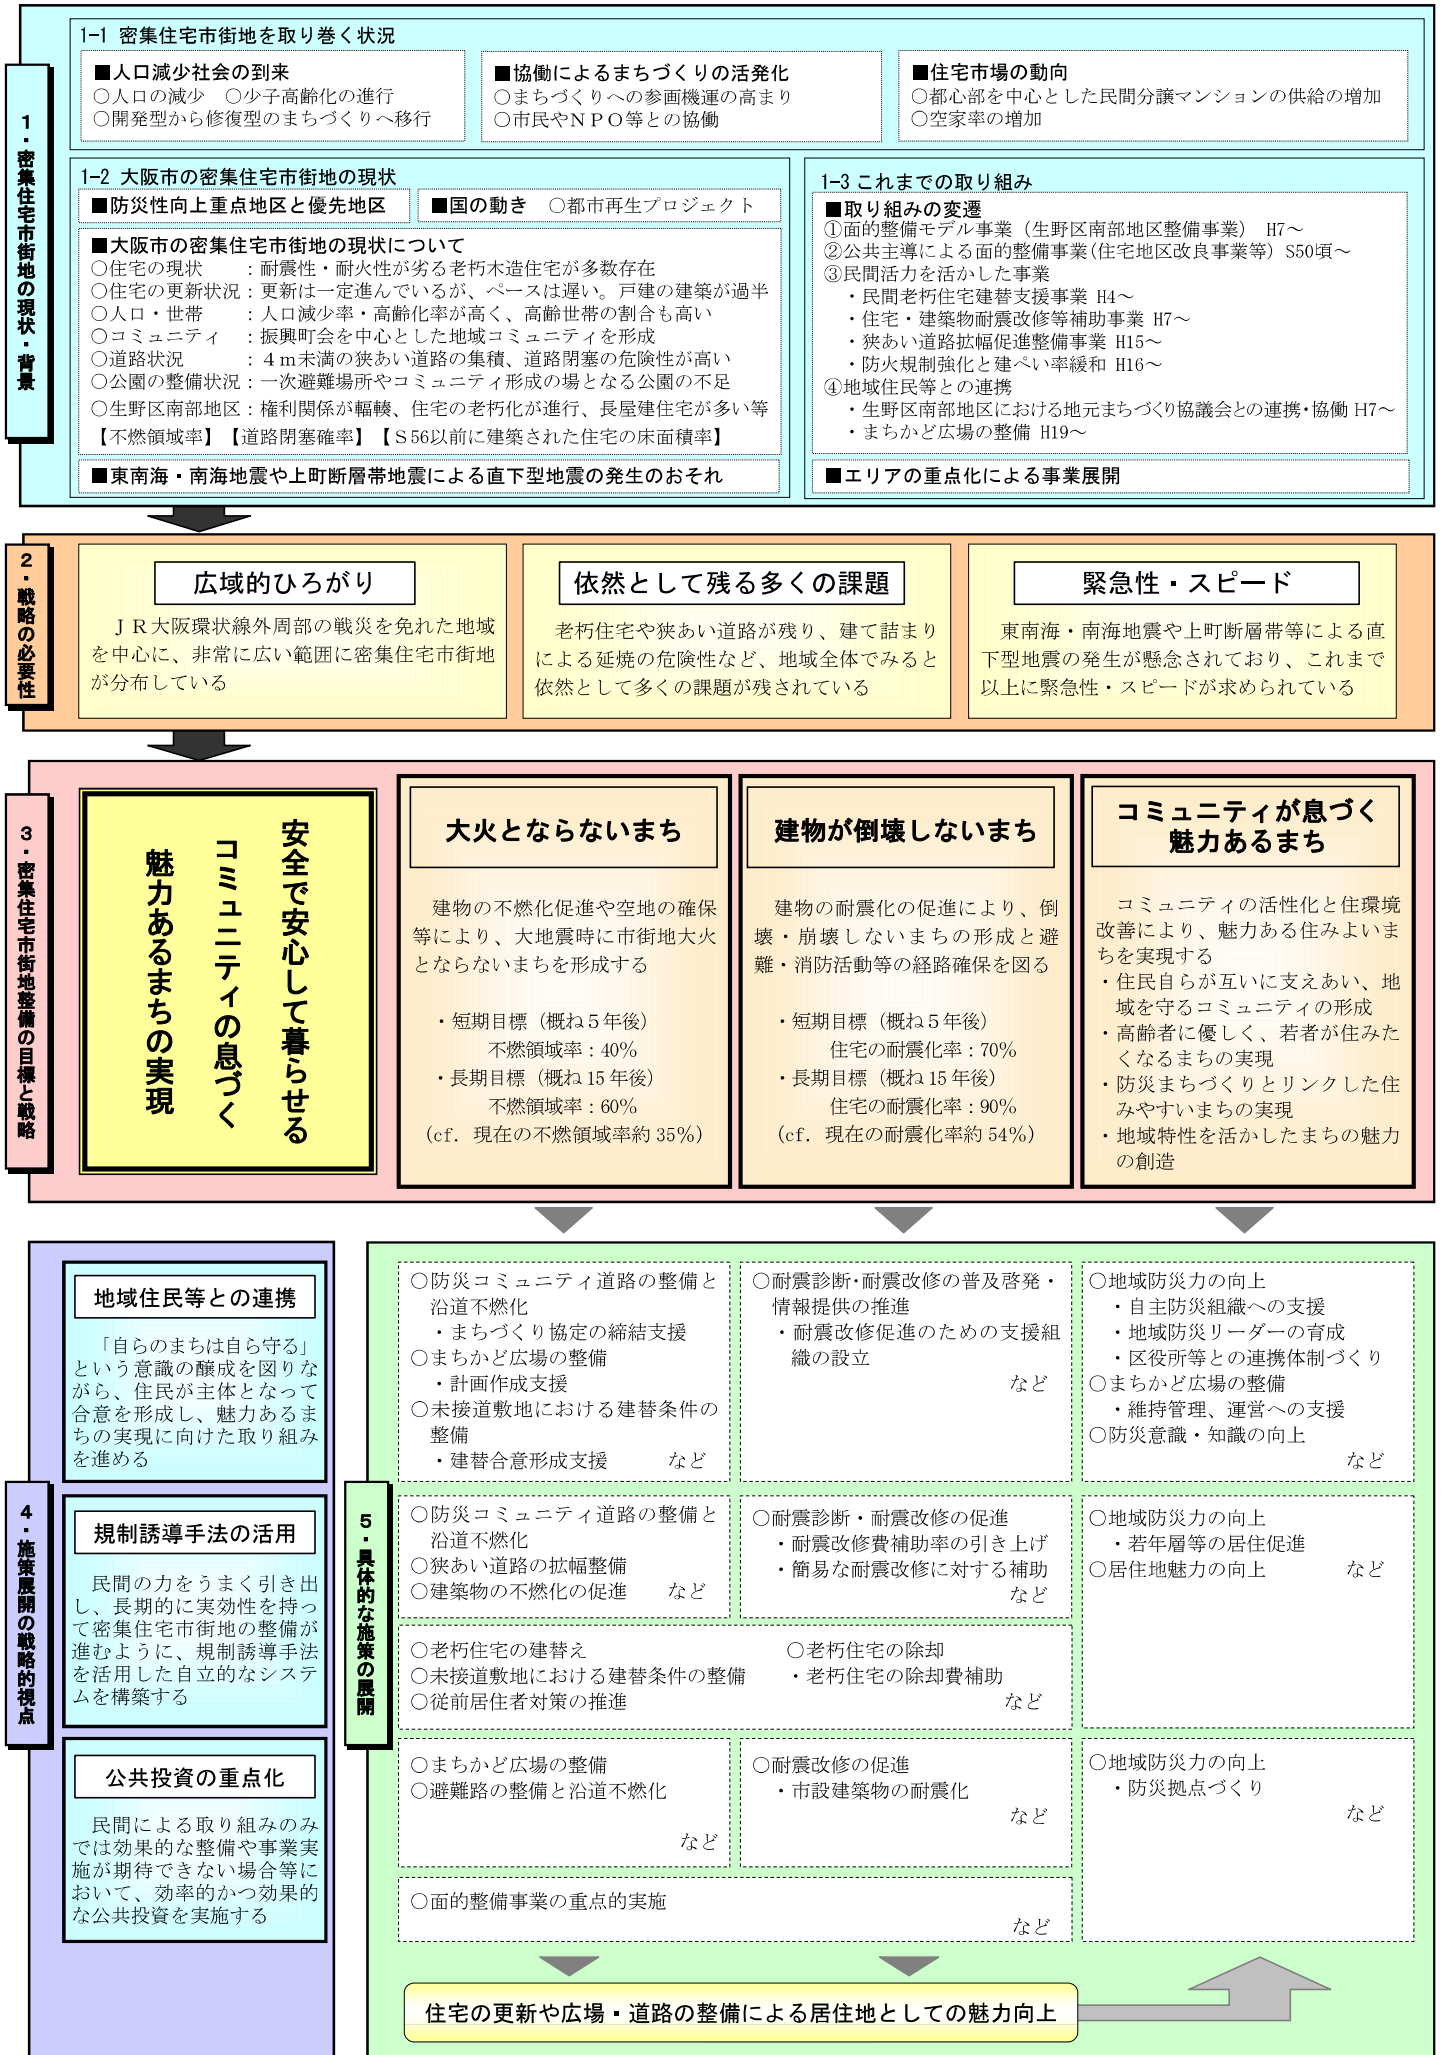 1・密集住宅市街地の現状・背景
1-1 密集住宅市街地を取り巻く状況
■人口減少社会の到来
○人口の減少　○少子高齢化の進行
○開発型から修復型のまちづくりへ移行
■協働によるまちづくりの活発化
○まちづくりへの参画機運の高まり
○市民やＮＰＯ等との協働
■住宅市場の動向
○都心部を中心とした民間分譲マンションの供給の増加
○空家率の増加
1-2 大阪市の密集住宅市街地の現状
■防災性向上重点地区と優先地区
■国の動き　○都市再生プロジェクト
■大阪市の密集住宅市街地の現状について
○住宅の現状　　：耐震性・耐火性が劣る老朽木造住宅が多数存在
○住宅の更新状況：更新は一定進んでいるが、ペースは遅い。戸建の建築が過半
○人口・世帯　　：人口減少率・高齢化率が高く、高齢世帯の割合も高い
○コミュニティ　：振興町会を中心とした地域コミュニティを形成
○道路状況　　　：４ｍ未満の狭あい道路の集積、道路閉塞の危険性が高い
○公園の整備状況：一次避難場所やコミュニティ形成の場となる公園の不足
○生野区南部地区：権利関係が輻輳、住宅の老朽化が進行、長屋建住宅が多い等
【不燃領域率】【道路閉塞確率】【Ｓ56以前に建築された住宅の床面積率】
■東南海・南海地震や上町断層帯地震による直下型地震の発生のおそれ
1-3 これまでの取り組み
■取り組みの変遷
①面的整備モデル事業（生野区南部地区整備事業） H7～
②公共主導による面的整備事業(住宅地区改良事業等) S50頃～
③民間活力を活かした事業
・民間老朽住宅建替支援事業 H4～
・住宅・建築物耐震改修等補助事業 H7～
・狭あい道路拡幅促進整備事業 H15～
・防火規制強化と建ぺい率緩和 H16～
④地域住民等との連携
・生野区南部地区における地元まちづくり協議会との連携・協働 H7～
・まちかど広場の整備 H19～
■エリアの重点化による事業展開
2・戦略の必要性
広域的ひろがり
ＪＲ大阪環状線外周部の戦災を免れた地域
を中心に、非常に広い範囲に密集住宅市街地
が分布している
依然として残る多くの課題
老朽住宅や狭あい道路が残り、建て詰まり
による延焼の危険性など、地域全体でみると
依然として多くの課題が残されている
緊急性・スピード
東南海・南海地震や上町断層帯等による直
下型地震の発生が懸念されており、これまで
以上に緊急性・スピードが求められている
3・密集住宅市街地整備の目標と戦略
安全で安心して暮らせる
コミュニティの息づく
魅力あるまちの実現
大火とならないまち
建物の不燃化促進や空地の確保
等により、大地震時に市街地大火
とならないまちを形成する
・短期目標（概ね５年後）
不燃領域率：40％
・長期目標（概ね 15 年後）
不燃領域率：60％
（cf. 現在の不燃領域率約 35％）
建物が倒壊しないまち
建物の耐震化の促進により、倒
壊・崩壊しないまちの形成と避
難・消防活動等の経路確保を図る
・短期目標（概ね５年後）
住宅の耐震化率：70％
・長期目標（概ね 15 年後）
住宅の耐震化率：90％
（cf. 現在の耐震化率約 54％）
コミュニティが息づく
魅力あるまち
コミュニティの活性化と住環境
改善により、魅力ある住みよいま
ちを実現する
・住民自らが互いに支えあい、地
域を守るコミュニティの形成
・高齢者に優しく、若者が住みた
くなるまちの実現
・防災まちづくりとリンクした住
みやすいまちの実現
・地域特性を活かしたまちの魅力
の創造
4・施策展開の戦略的視点
地域住民等との連携
「自らのまちは自ら守る」
という意識の醸成を図りな
がら、住民が主体となって
合意を形成し、魅力あるま
ちの実現に向けた取り組み
を進める
規制誘導手法の活用
民間の力をうまく引き出
し、長期的に実効性を持っ
て密集住宅市街地の整備が
進むように、規制誘導手法
を活用した自立的なシステ
ムを構築する
公共投資の重点化
民間による取り組みのみ
では効果的な整備や事業実
施が期待できない場合等に
おいて、効率的かつ効果的
な公共投資を実施する
5・具体的な施策の展開
○防災コミュニティ道路の整備と
沿道不燃化
・まちづくり協定の締結支援
○まちかど広場の整備
・計画作成支援
○未接道敷地における建替条件の
整備
・建替合意形成支援　　　など
○耐震診断・耐震改修の普及啓発・
情報提供の推進
・耐震改修促進のための支援組
織の設立
など
○地域防災力の向上
・自主防災組織への支援
・地域防災リーダーの育成
・区役所等との連携体制づくり
○まちかど広場の整備
・維持管理、運営への支援
○防災意識・知識の向上
など
○防災コミュニティ道路の整備と
沿道不燃化
○狭あい道路の拡幅整備
○建築物の不燃化の促進　　など
○耐震診断・耐震改修の促進
・耐震改修費補助率の引き上げ
・簡易な耐震改修に対する補助
など
○地域防災力の向上
・若年層等の居住促進
○居住地魅力の向上　　　　など
○老朽住宅の建替え
○未接道敷地における建替条件の整備
○従前居住者対策の推進
○老朽住宅の除却
・老朽住宅の除却費補助
など
○まちかど広場の整備
○避難路の整備と沿道不燃化
など
○耐震改修の促進
・市設建築物の耐震化
など
○地域防災力の向上
・防災拠点づくり
など
○面的整備事業の重点的実施
など
住宅の更新や広場・道路の整備による居住地としての魅力向上